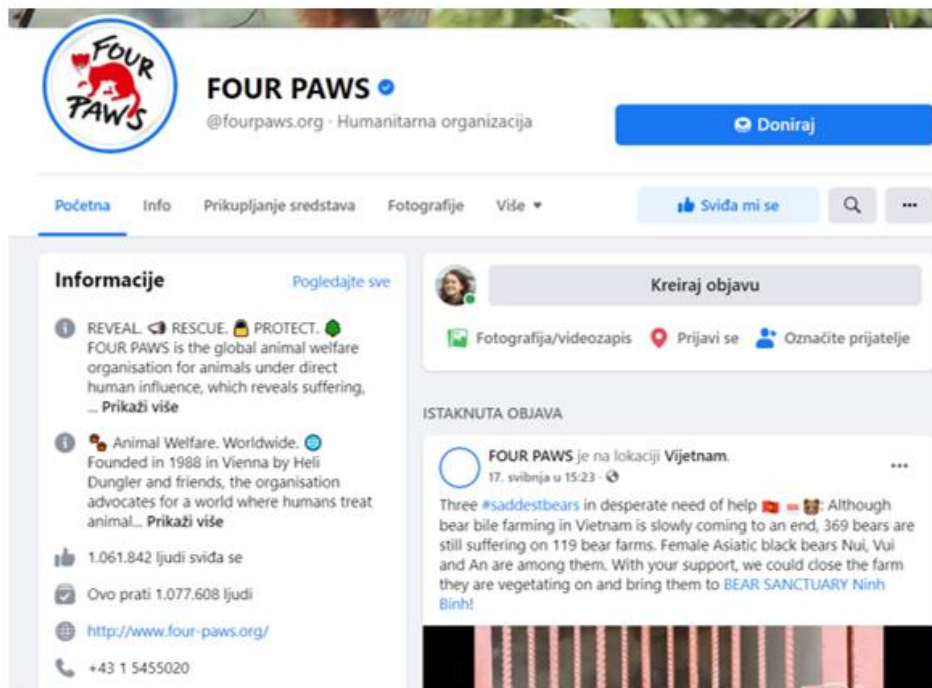 FOUR
PAWS
FOUR PAWS
@fourpaws.org · Humanitarna organizacija
Doniraj
Početna
Info
Prikupljanje sredstava
Fotografije
Više
Sviđa mi se
Informacije
Pogledajte sve
REVEAL. RESCUE. PROTECT.
FOUR PAWS is the global animal welfare
organisation for animals under direct
human influence, which reveals suffering,
... Prikaži više
Animal Welfare. Worldwide.
Founded in 1988 in Vienna by Heli
Dungler and friends, the organisation
advocates for a world where humans treat
animal... Prikaži više
1.061.842 ljudi sviđa se
Ovo prati 1.077.608 ljudi
http://www.four-paws.org/
+43 1 5455020
Kreiraj objavu
Fotografija/videozapis
Prijavi se
Označite prijatelje
ISTAKNUTA OBJAVA
FOUR PAWS je na lokaciji Vijetnam.
17. svibnja u 15:23 ·
Three #saddestbears in desperate need of help = : Although
bear bile farming in Vietnam is slowly coming to an end, 369 bears are
still suffering on 119 bear farms. Female Asiatic black bears Nui, Vui
and An are among them. With your support, we could close the farm
they are vegetating on and bring them to BEAR SANCTUARY Ninh
Binh!